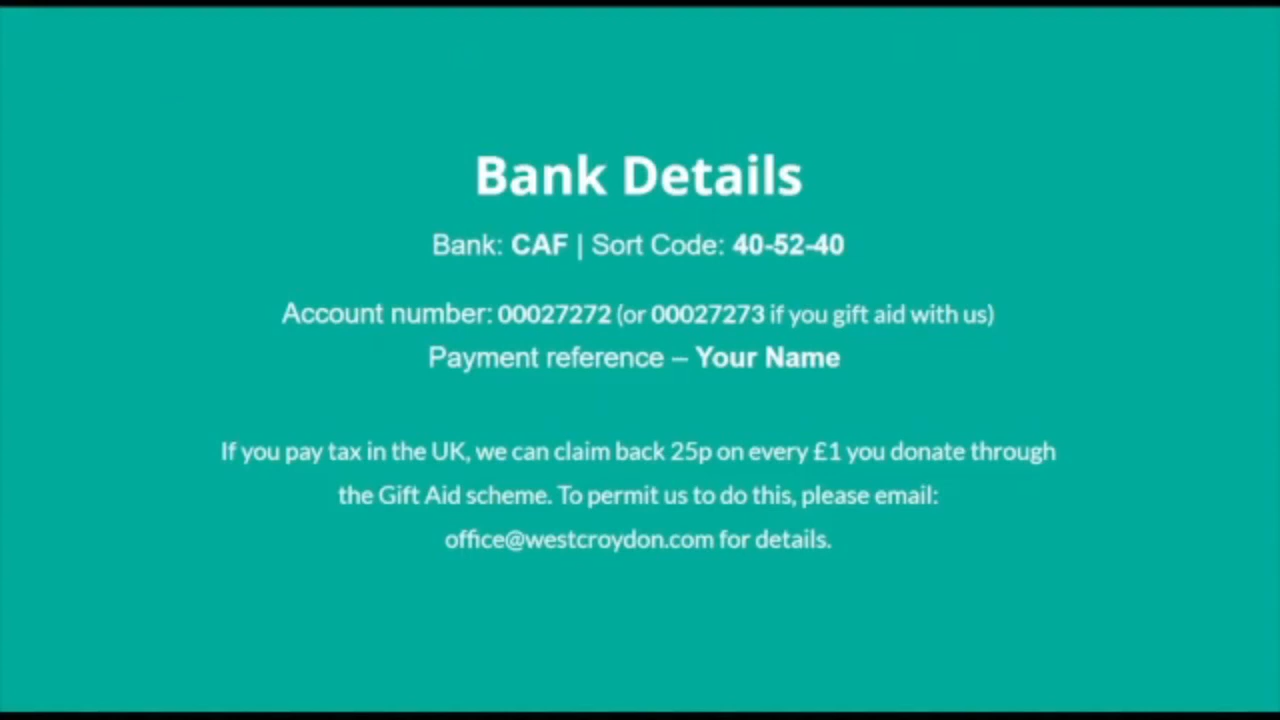 Bank Details
Bank: CAF | Sort Code: 40-52-40
Account number: 00027272 (or 00027273 if you gift aid with us)
Payment reference – Your Name
If you pay tax in the UK, we can claim back 25p on every £1 you donate through
the Gift Aid scheme. To permit us to do this, please email:
office@westcroydon.com for details.